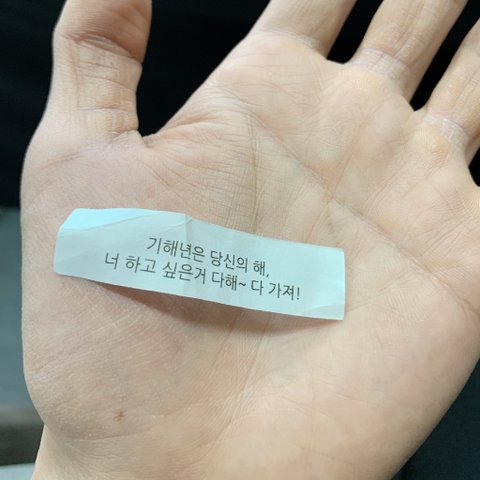 기해년은 당신의 해,
너 하고 싶은거 다해~ 다 가져!